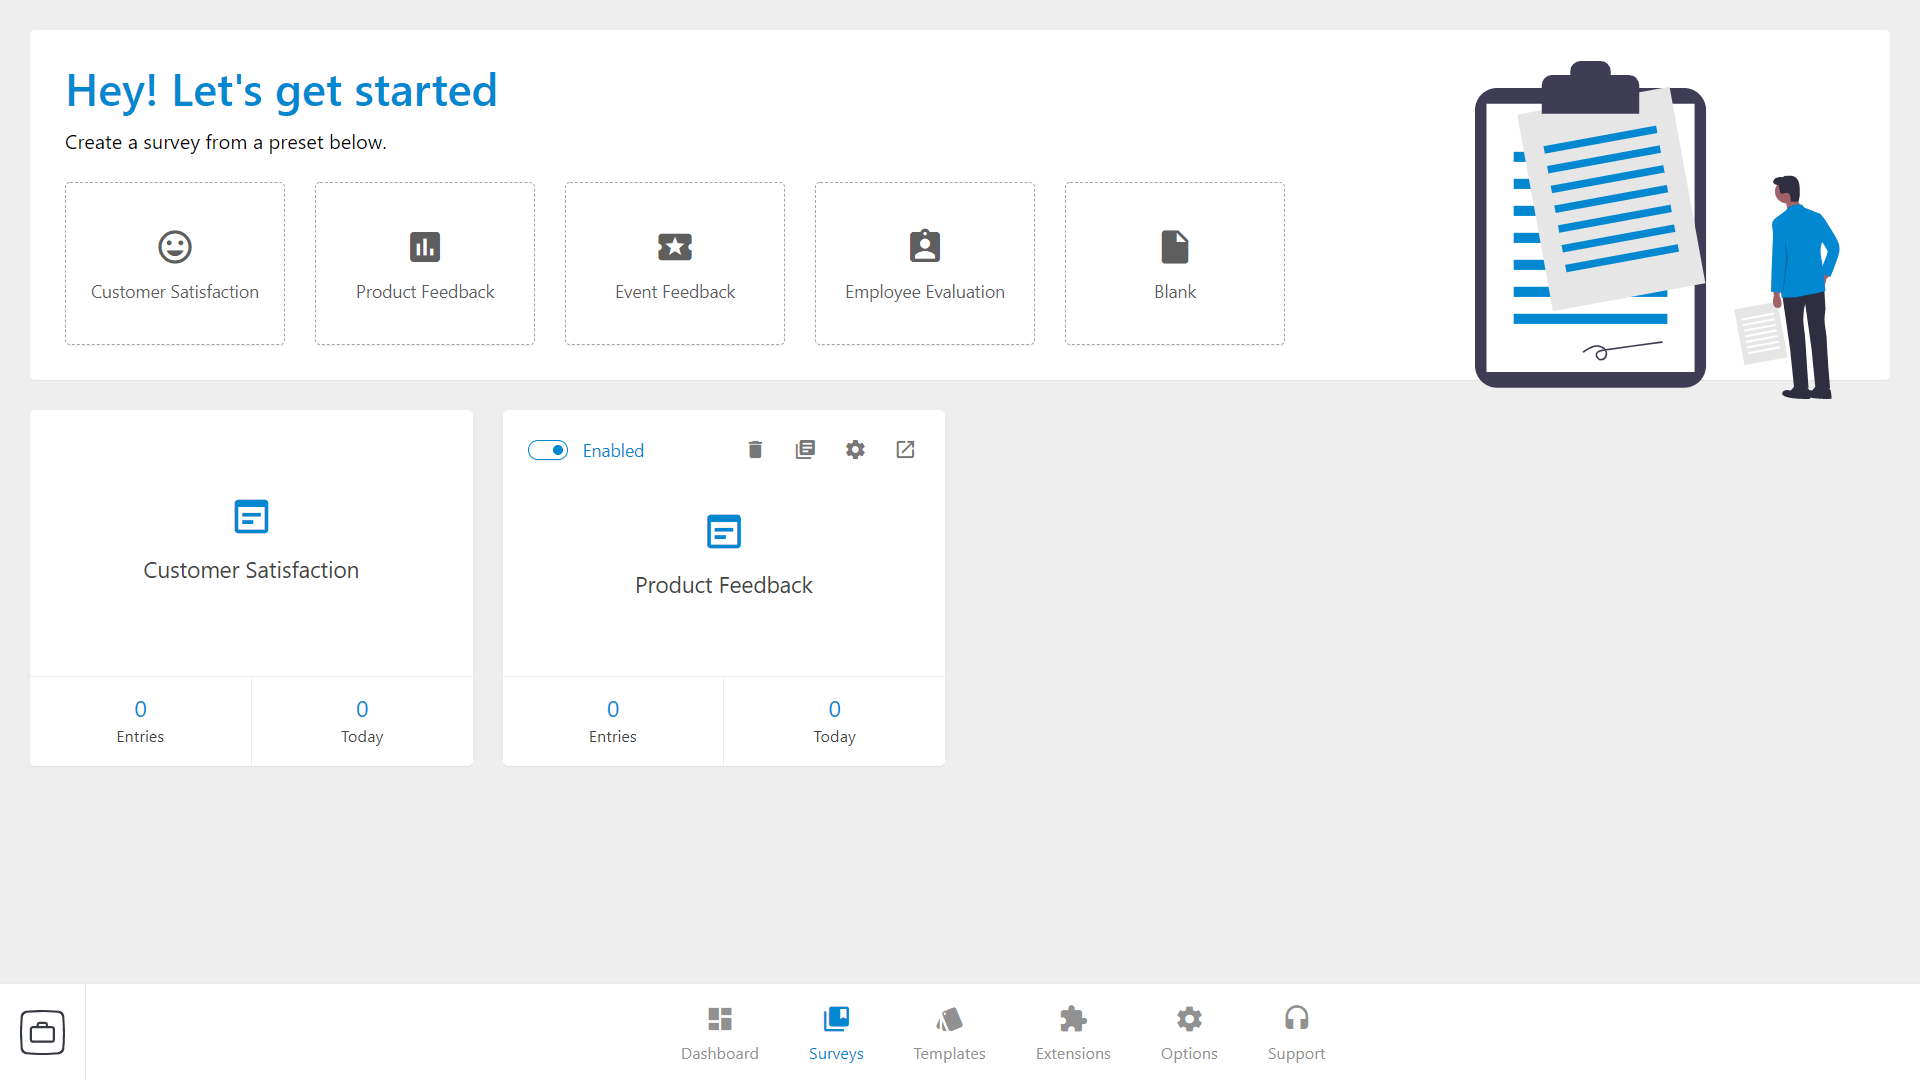 Hey! Let's get started
Create a survey from a preset below.
Customer Satisfaction
Product Feedback
Event Feedback
Employee Evaluation
Blank
Customer Satisfaction
0
Entries
0
Today
Enabled
Product Feedback
0
Entries
0
Today
Dashboard
Surveys
Templates
Extensions
Options
Support